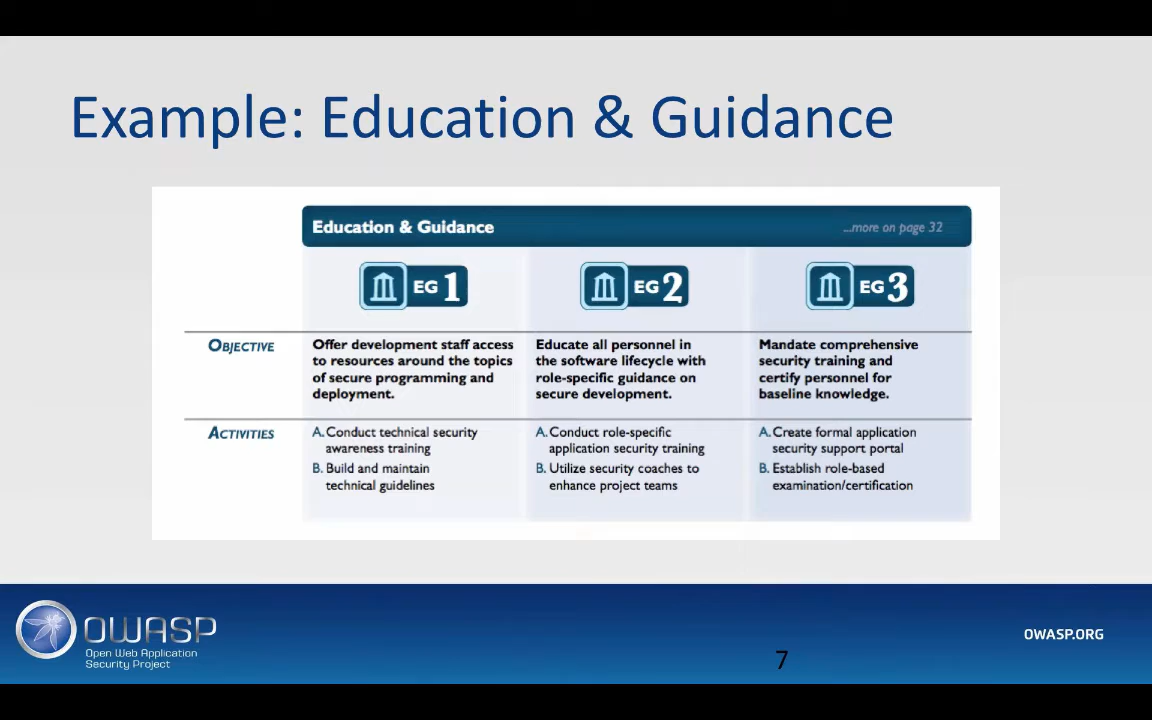 Example: Education & Guidance
Education & Guidance
...more on page 32
EG 1
EG 2
EG 3
OBJECTIVE
Offer development staff access
to resources around the topics
of secure programming and
deployment.
Educate all personnel in
the software lifecycle with
role-specific guidance on
secure development.
Mandate comprehensive
security training and
certify personnel for
baseline knowledge.
ACTIVITIES
A. Conduct technical security
awareness training
B. Build and maintain
technical guidelines
A. Conduct role-specific
application security training
B. Utilize security coaches to
enhance project teams
A. Create formal application
security support portal
B. Establish role-based
examination/certification
OWASP
Open Web Application
Security Project
OWASP.ORG
7